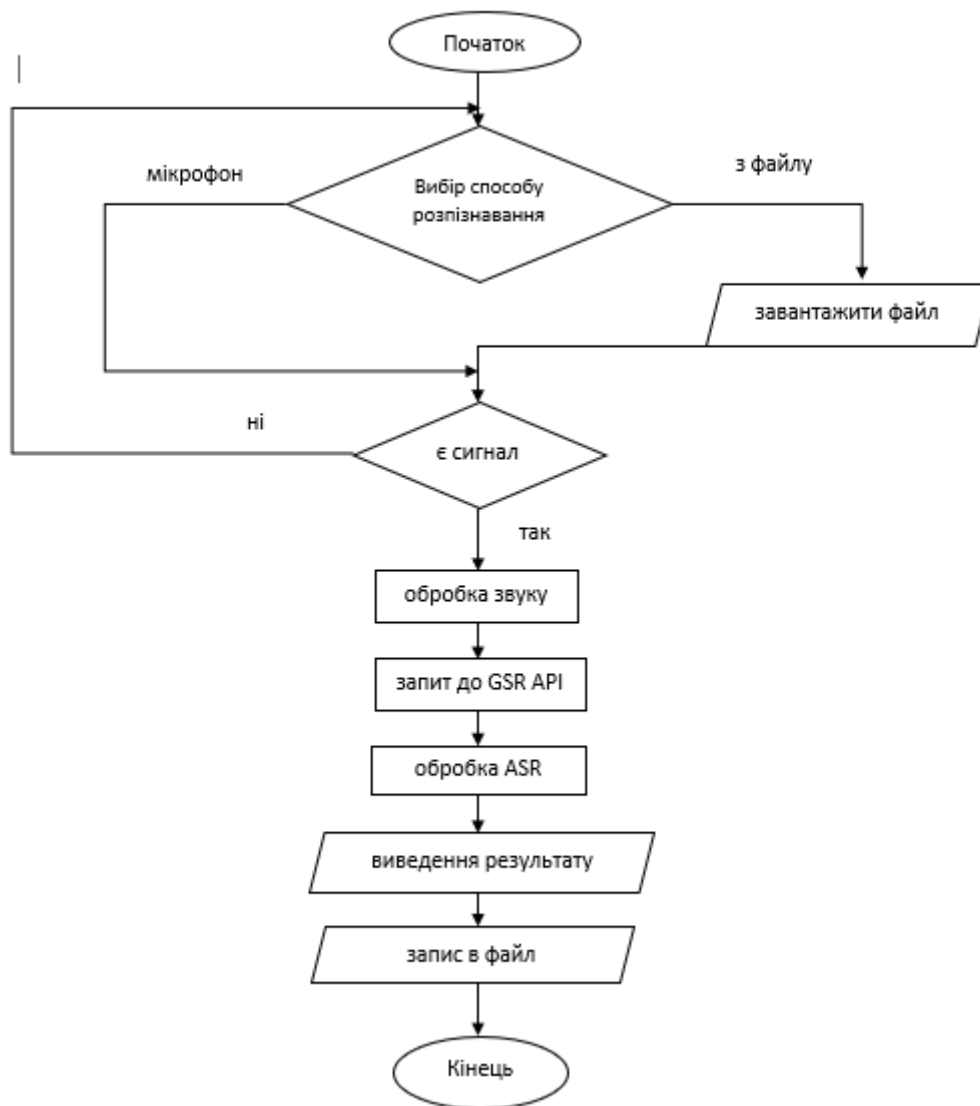 Початок
мікрофон
з файлу
Вибір способу
розпізнавання
завантажити файл
ні
є сигнал
так
обробка звуку
запит до GSR API
обробка ASR
виведення результату
запис в файл
Кінець